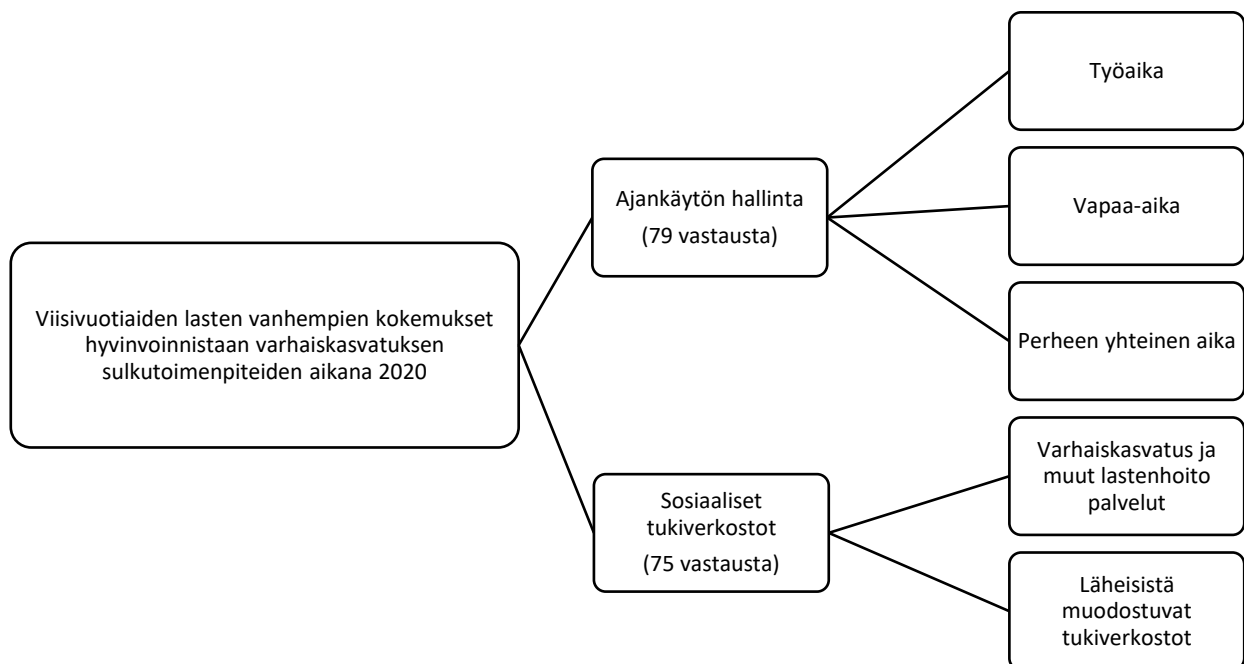 Viisivuotiaiden lasten vanhempien kokemukset
hyvinvoinnistaan varhaiskasvatuksen
sulkutoimenpiteiden aikana 2020
Ajankäytön hallinta
(79 vastausta)
Työaika
Vapaa-aika
Perheen yhteinen aika
Sosiaaliset
tukiverkostot
(75 vastausta)
Varhaiskasvatus ja
muut lastenhoito
palvelut
Läheisistä
muodostuvat
tukiverkostot